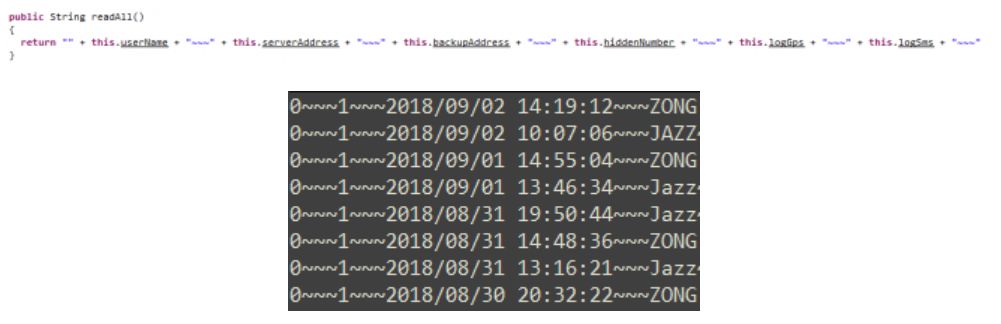 public String readAll()
{
return "" + this.userName + "~~~" + this.serverAddress + "~~~" + this.backupAddress + "~~~" + this.hiddenNumber + "~~~" + this.logGps + "~~~" + this.logSms + "~~~"
}
0~~~1~~~2018/09/02 14:19:12~~~ZONG
0~~~1~~~2018/09/02 10:07:06~~~JAZZ~
0~~~1~~~2018/09/01 14:55:04~~~ZONG
0~~~1~~~2018/09/01 13:46:34~~~Jazz~
0~~~1~~~2018/08/31 19:50:44~~~Jazz~
0~~~1~~~2018/08/31 14:48:36~~~ZONG
0~~~1~~~2018/08/31 13:16:21~~~Jazz~
0~~~1~~~2018/08/30 20:32:22~~~ZONG